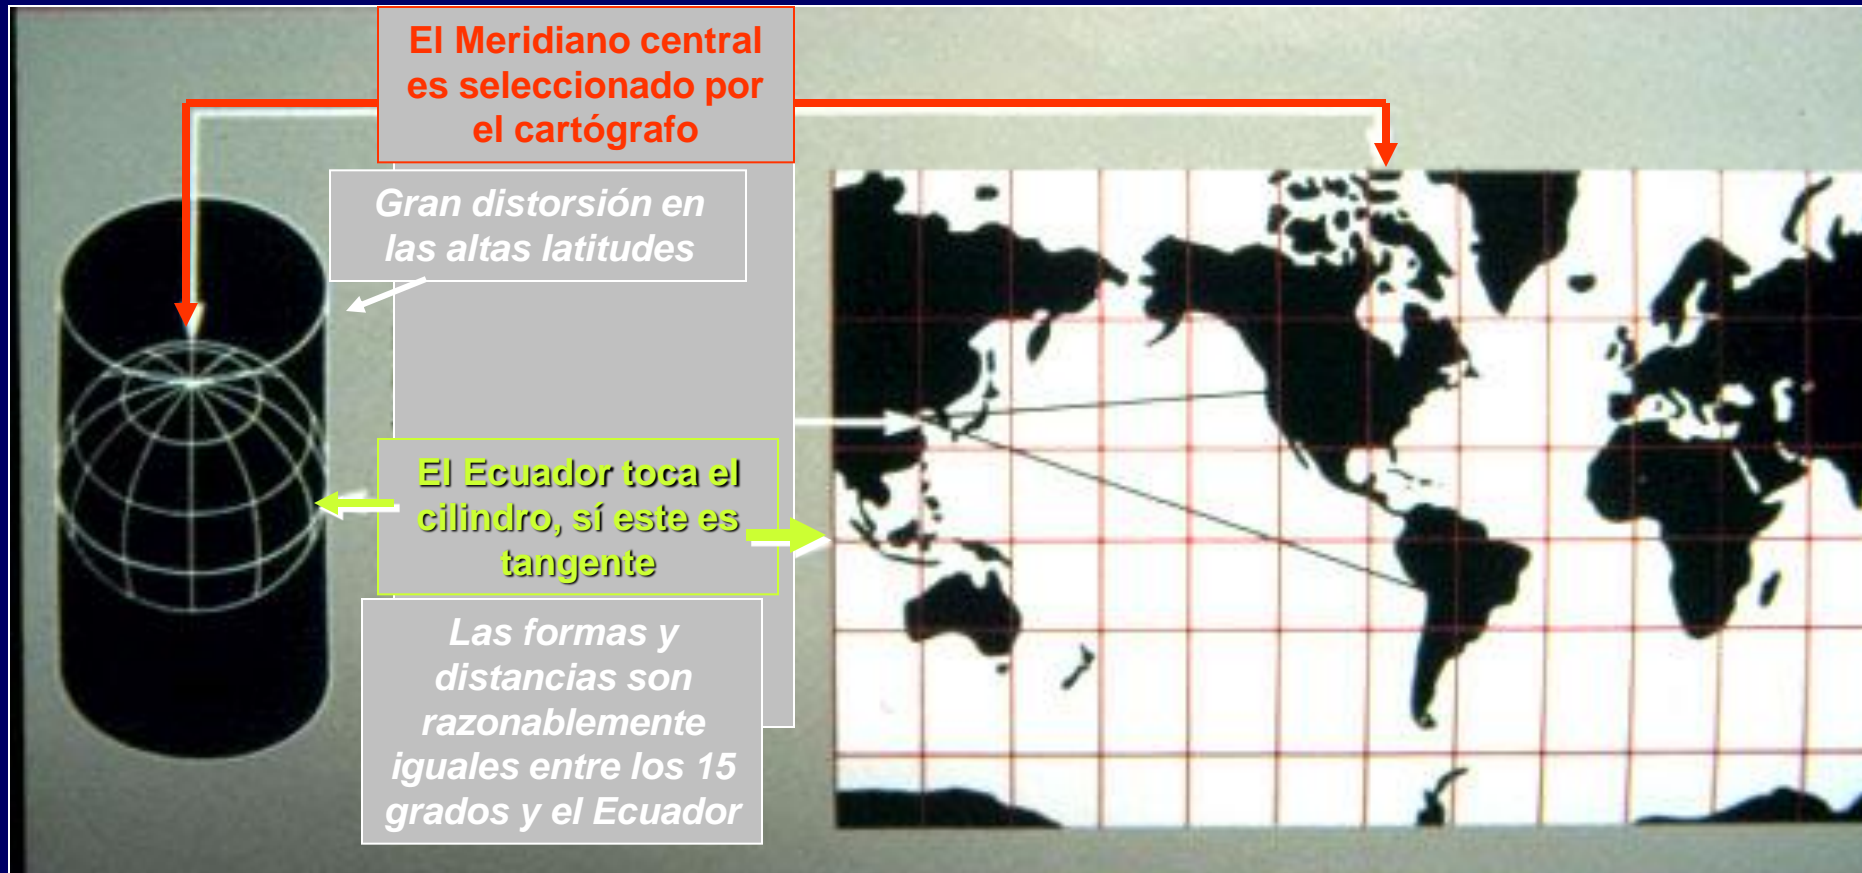 El Meridiano central
es seleccionado por
el cartógrafo
Gran distorsión en
las altas latitudes
El Ecuador toca el
cilindro, sí este es
tangente
Las formas y
distancias son
razonablemente
iguales entre los 15
grados y el Ecuador